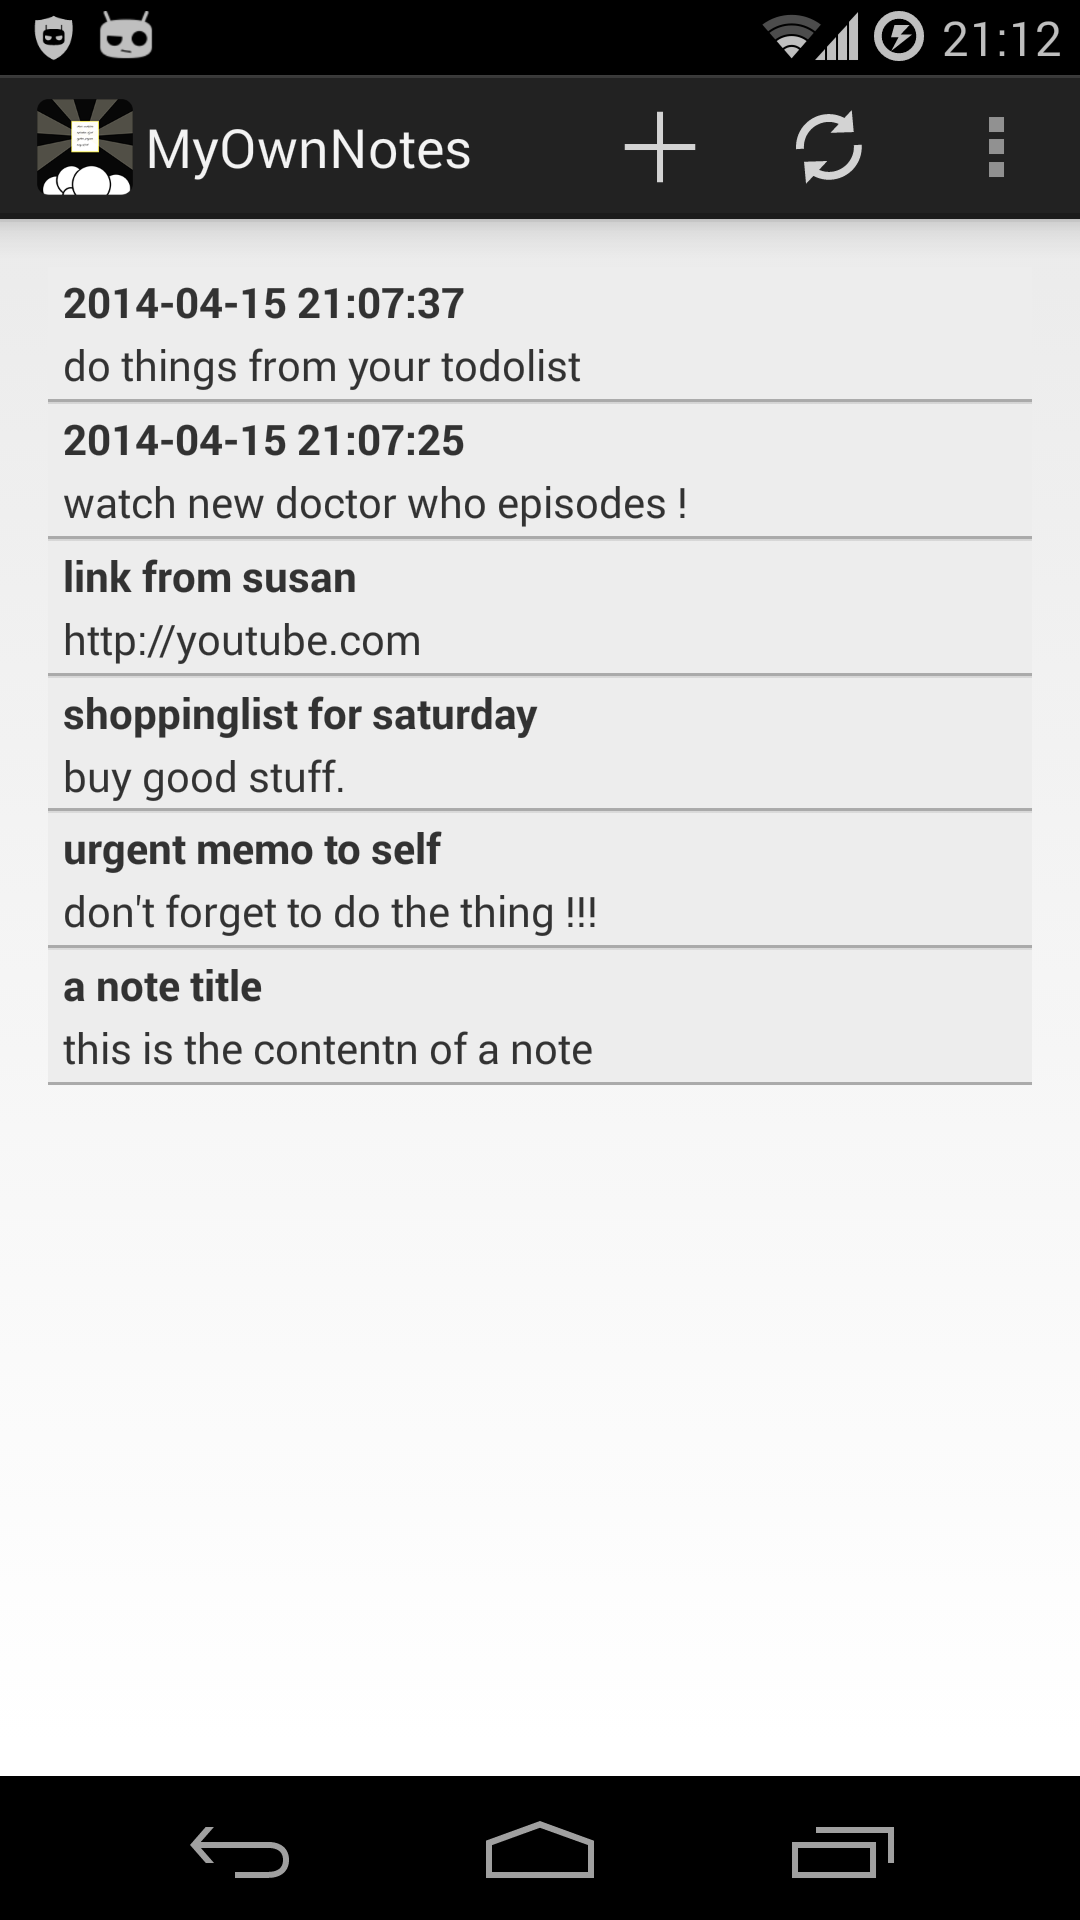 21:12
MyOwnNotes
2014-04-15 21:07:37
do things from your todolist
2014-04-15 21:07:25
watch new doctor who episodes !
link from susan
http://youtube.com
shoppinglist for saturday
buy good stuff.
urgent memo to self
don't forget to do the thing !!!
a note title
this is the contentn of a note